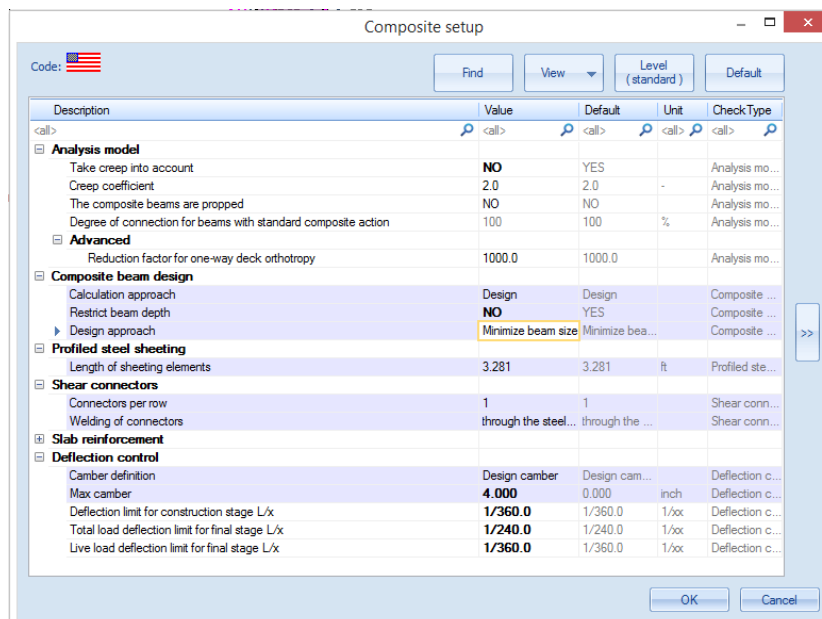 Composite setup
Code:
Find
View
Level
( standard )
Default
Description Value Default Unit Check Type
<all> <all> <all> <all> <all>
Analysis model
Take creep into account NO YES Analysis mo...
Creep coefficient 2.0 2.0 - Analysis mo...
The composite beams are propped NO NO Analysis mo...
Degree of connection for beams with standard composite action 100 100 % Analysis mo...
Advanced
Reduction factor for one-way deck orthotropy 1000.0 1000.0 Analysis mo...
Composite beam design
Calculation approach Design Design Composite ...
Restrict beam depth NO YES Composite ...
Design approach Minimize beam size Minimize bea... Composite ...
Profiled steel sheeting
Length of sheeting elements 3.281 3.281 ft Profiled ste...
Shear connectors
Connectors per row 1 1 Shear conn...
Welding of connectors through the steel... through the ... Shear conn...
Slab reinforcement
Deflection control
Camber definition Design camber Design cam... Deflection c...
Max camber 4.000 0.000 inch Deflection c...
Deflection limit for construction stage L/x 1/360.0 1/360.0 1/xx Deflection c...
Total load deflection limit for final stage L/x 1/240.0 1/240.0 1/xx Deflection c...
Live load deflection limit for final stage L/x 1/360.0 1/360.0 1/xx Deflection c...
>>
OK
Cancel